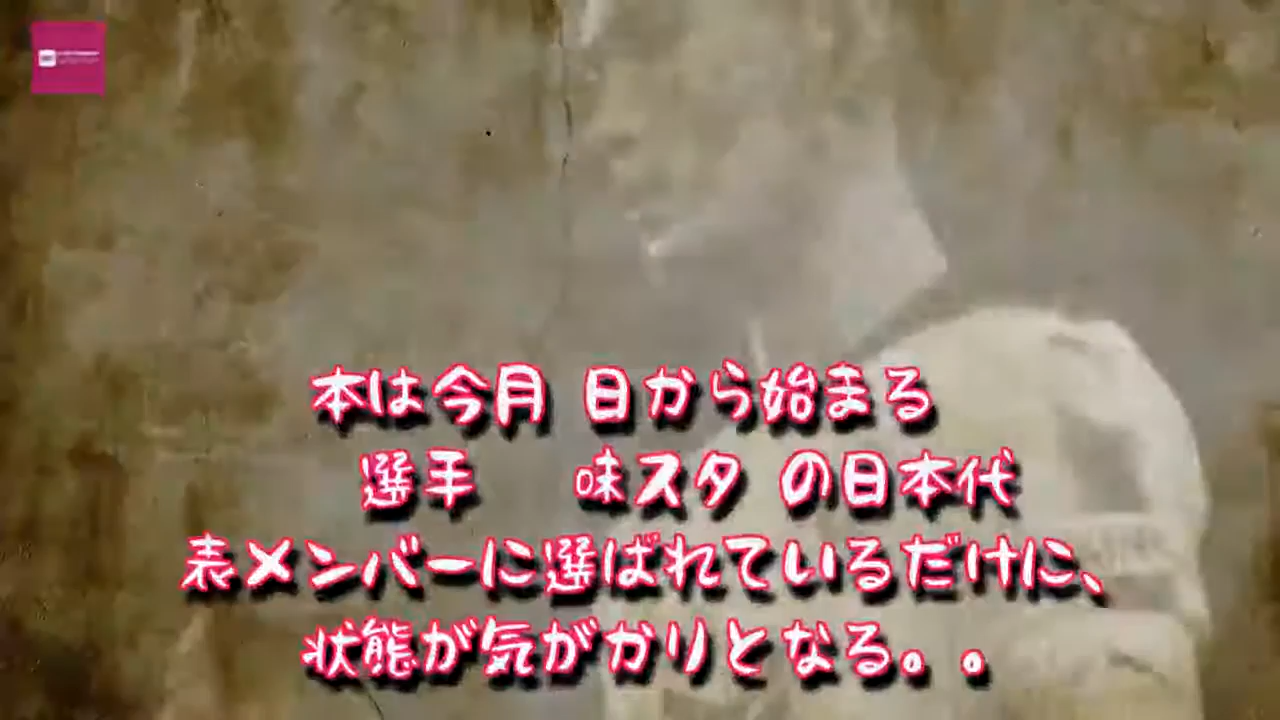 本は今月 日から始まる
選手 味スタ の日本代
表メンバーに選ばれているだけに、
状態が気がかりとなる。。